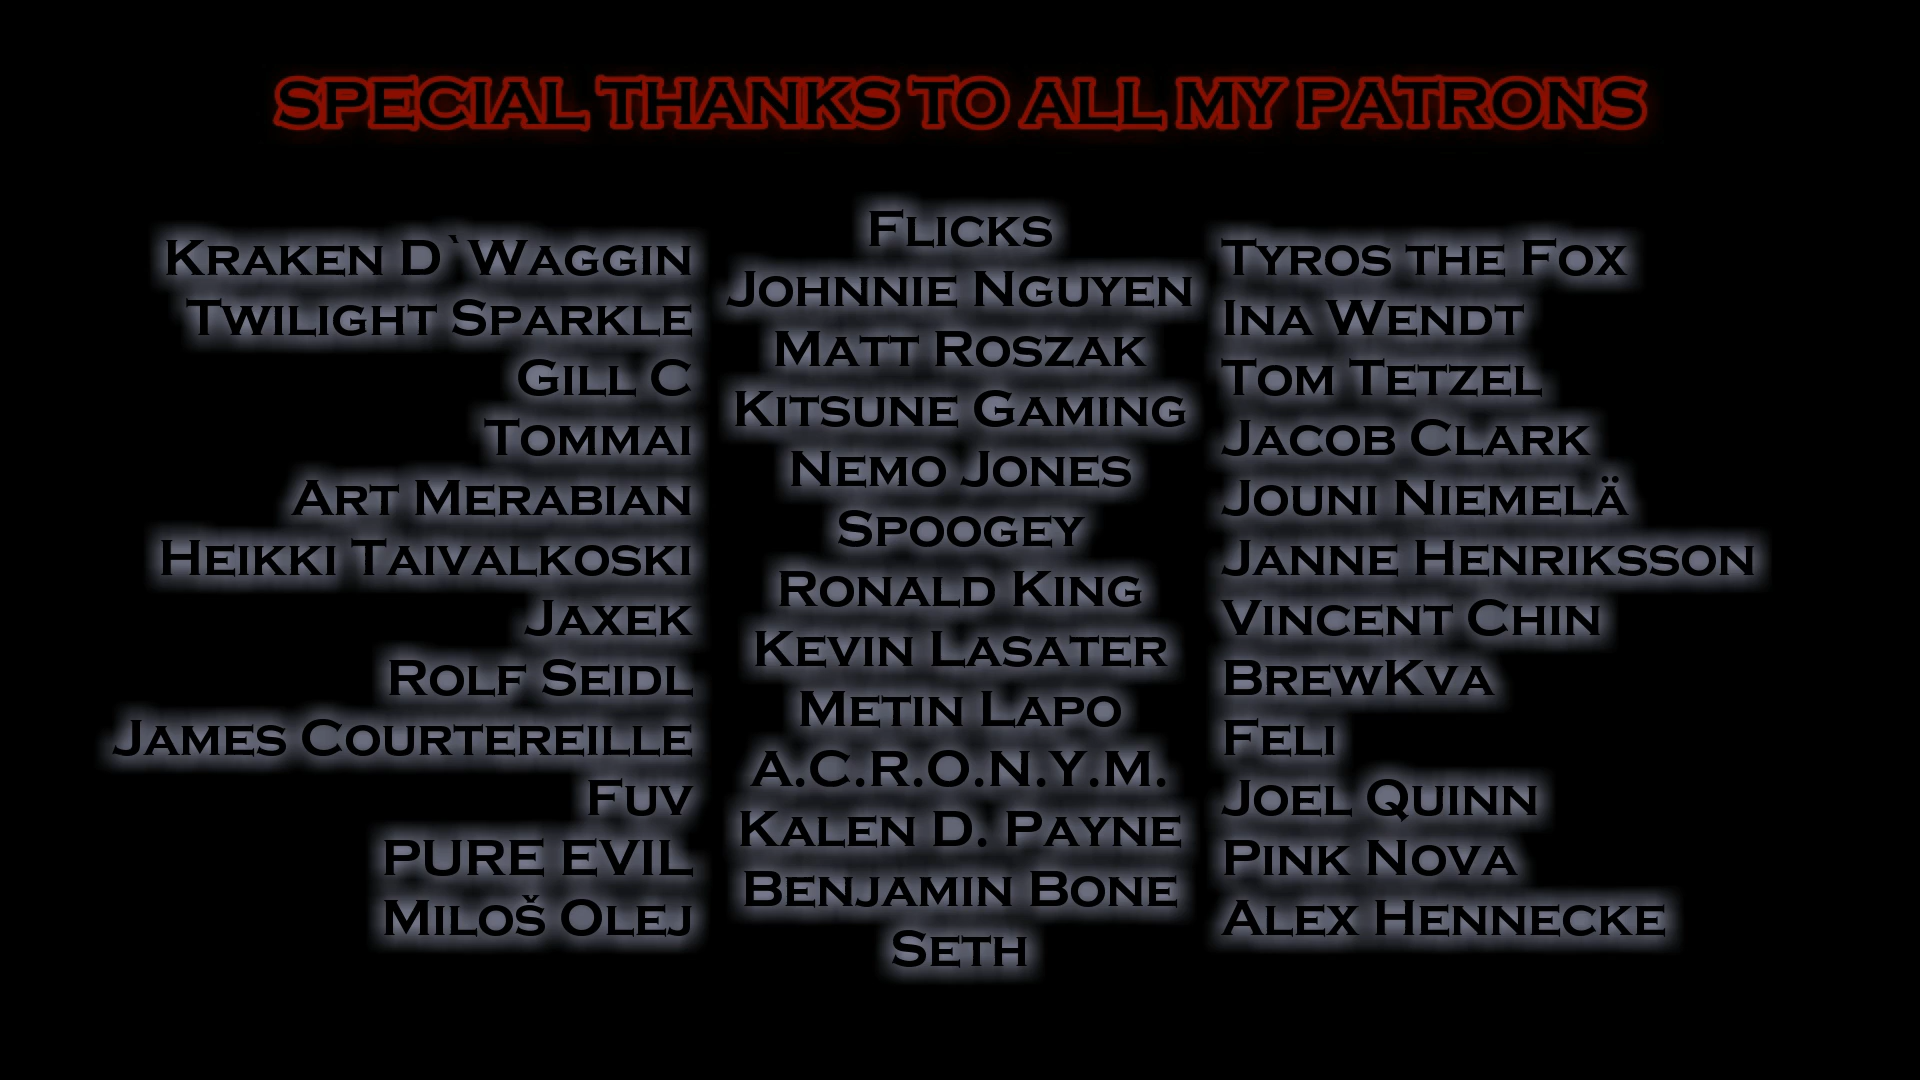 SPECIAL THANKS TO ALL MY PATRONS
Kraken D`Waggin
Twilight Sparkle
Gill C
Tommai
Art Merabian
Heikki Taivalkoski
Jaxek
Rolf Seidl
James Courtereille
Fuv
PURE EVIL
Miloš Olej
Flicks
Johnnie Nguyen
Matt Roszak
Kitsune Gaming
Nemo Jones
Spoogey
Ronald King
Kevin Lasater
Metin Lapo
A.C.R.O.N.Y.M.
Kalen D. Payne
Benjamin Bone
Seth
Tyros the Fox
Ina Wendt
Tom Tetzel
Jacob Clark
Jouni Niemelä
Janne Henriksson
Vincent Chin
BrewKva
Feli
Joel Quinn
Pink Nova
Alex Hennecke